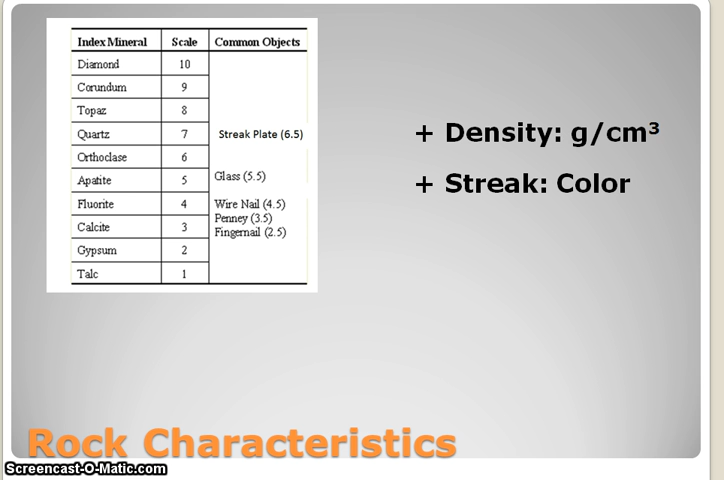 Index Mineral Scale Common Objects
Diamond 10
Corundum 9
Topaz 8
Quartz 7 Streak Plate (6.5)
Orthoclase 6
Apatite 5 Glass (5.5)
Fluorite 4 Wire Nail (4.5)
Penney (3.5)
Calcite 3 Fingernail (2.5)
Gypsum 2
Talc 1
+ Density: g/cm³
+ Streak: Color
Rock Characteristics
Screencast-O-Matic.com